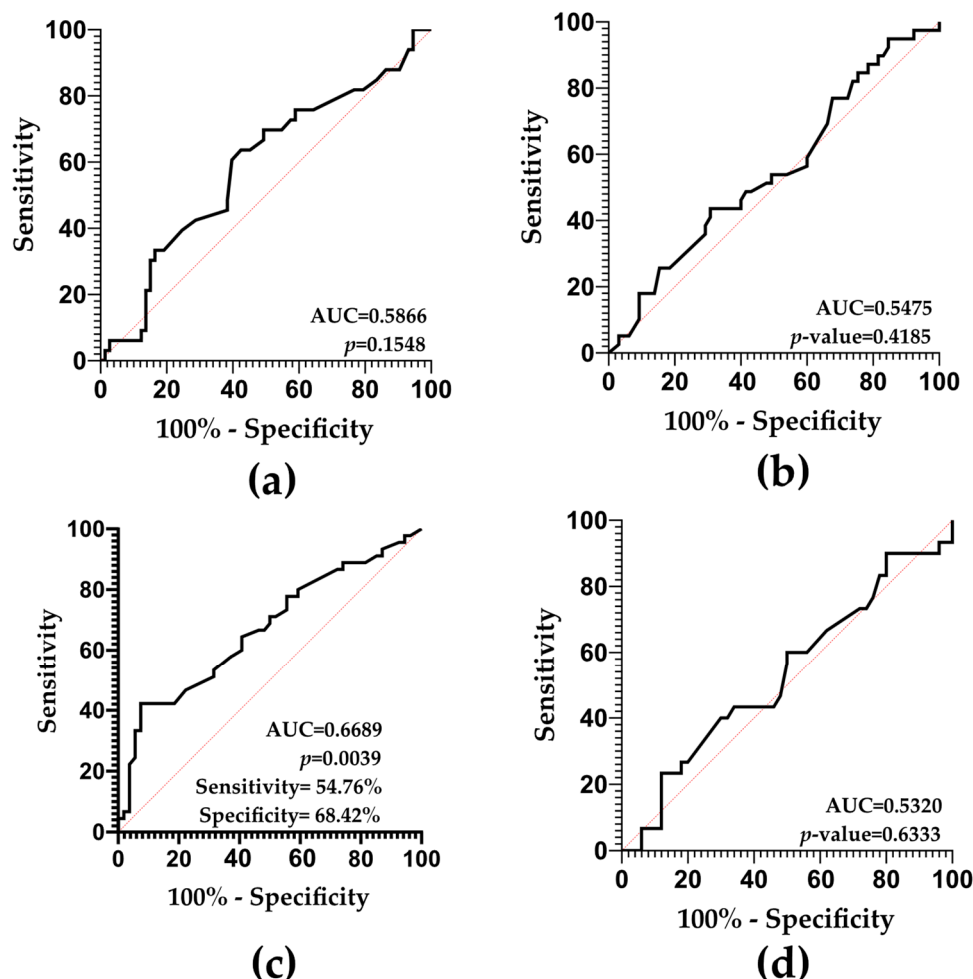 100
80
60
40
20
0
Sensitivity
AUC=0.5866
p=0.1548
0 20 40 60 80 100
100% - Specificity
(a)
100
80
60
40
20
0
Sensitivity
AUC=0.5475
p-value=0.4185
0 20 40 60 80 100
100% - Specificity
(b)
100
80
60
40
20
0
Sensitivity
AUC=0.6689
p=0.0039
Sensitivity= 54.76%
Specificity= 68.42%
0 20 40 60 80 100
100% - Specificity
(c)
100
80
60
40
20
0
Sensitivity
AUC=0.5320
p-value=0.6333
0 20 40 60 80 100
100% - Specificity
(d)